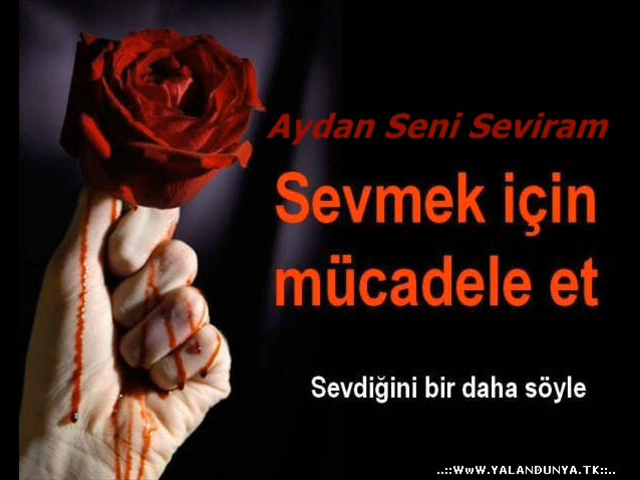 Aydan Seni Seviram
Sevmek için
mücadele et
Sevdiğini bir daha söyle
..::WwW.YALANDUNYA.TK::..